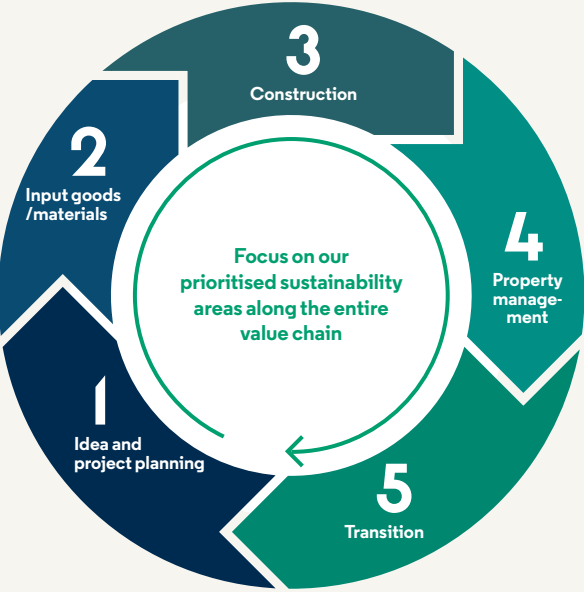 3
Construction
2
Input goods
/materials
4
Property
manage-
ment
Focus on our
prioritised sustainability
areas along the entire
value chain
1
Idea and
project planning
5
Transition